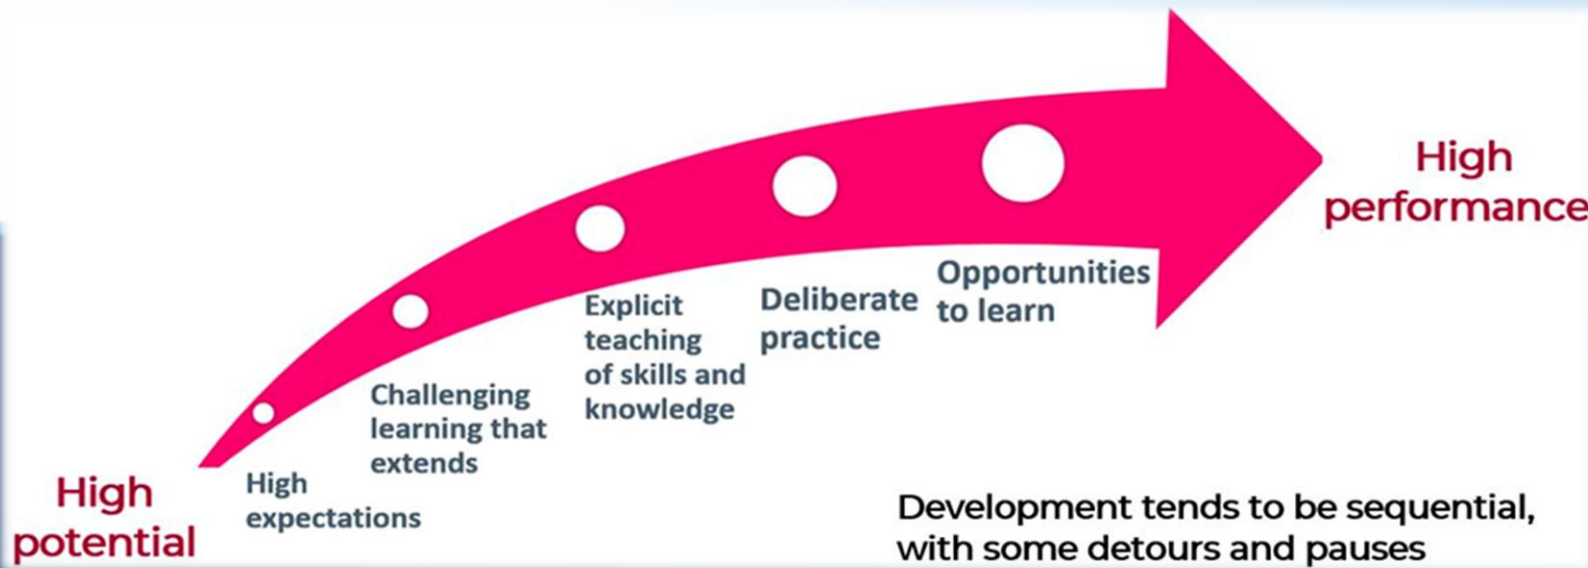 High
potential
High
expectations
Challenging
learning that
extends
Explicit
teaching
of skills and
knowledge
Deliberate
practice
Opportunities
to learn
High
performance
Development tends to be sequential,
with some detours and pauses